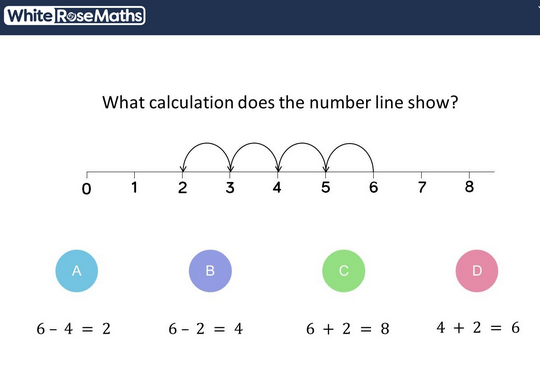 White Rose Maths
What calculation does the number line show?
0 1 2 3 4 5 6 7 8
A B C D
6 – 4 = 2 6 – 2 = 4 6 + 2 = 8 4 + 2 = 6